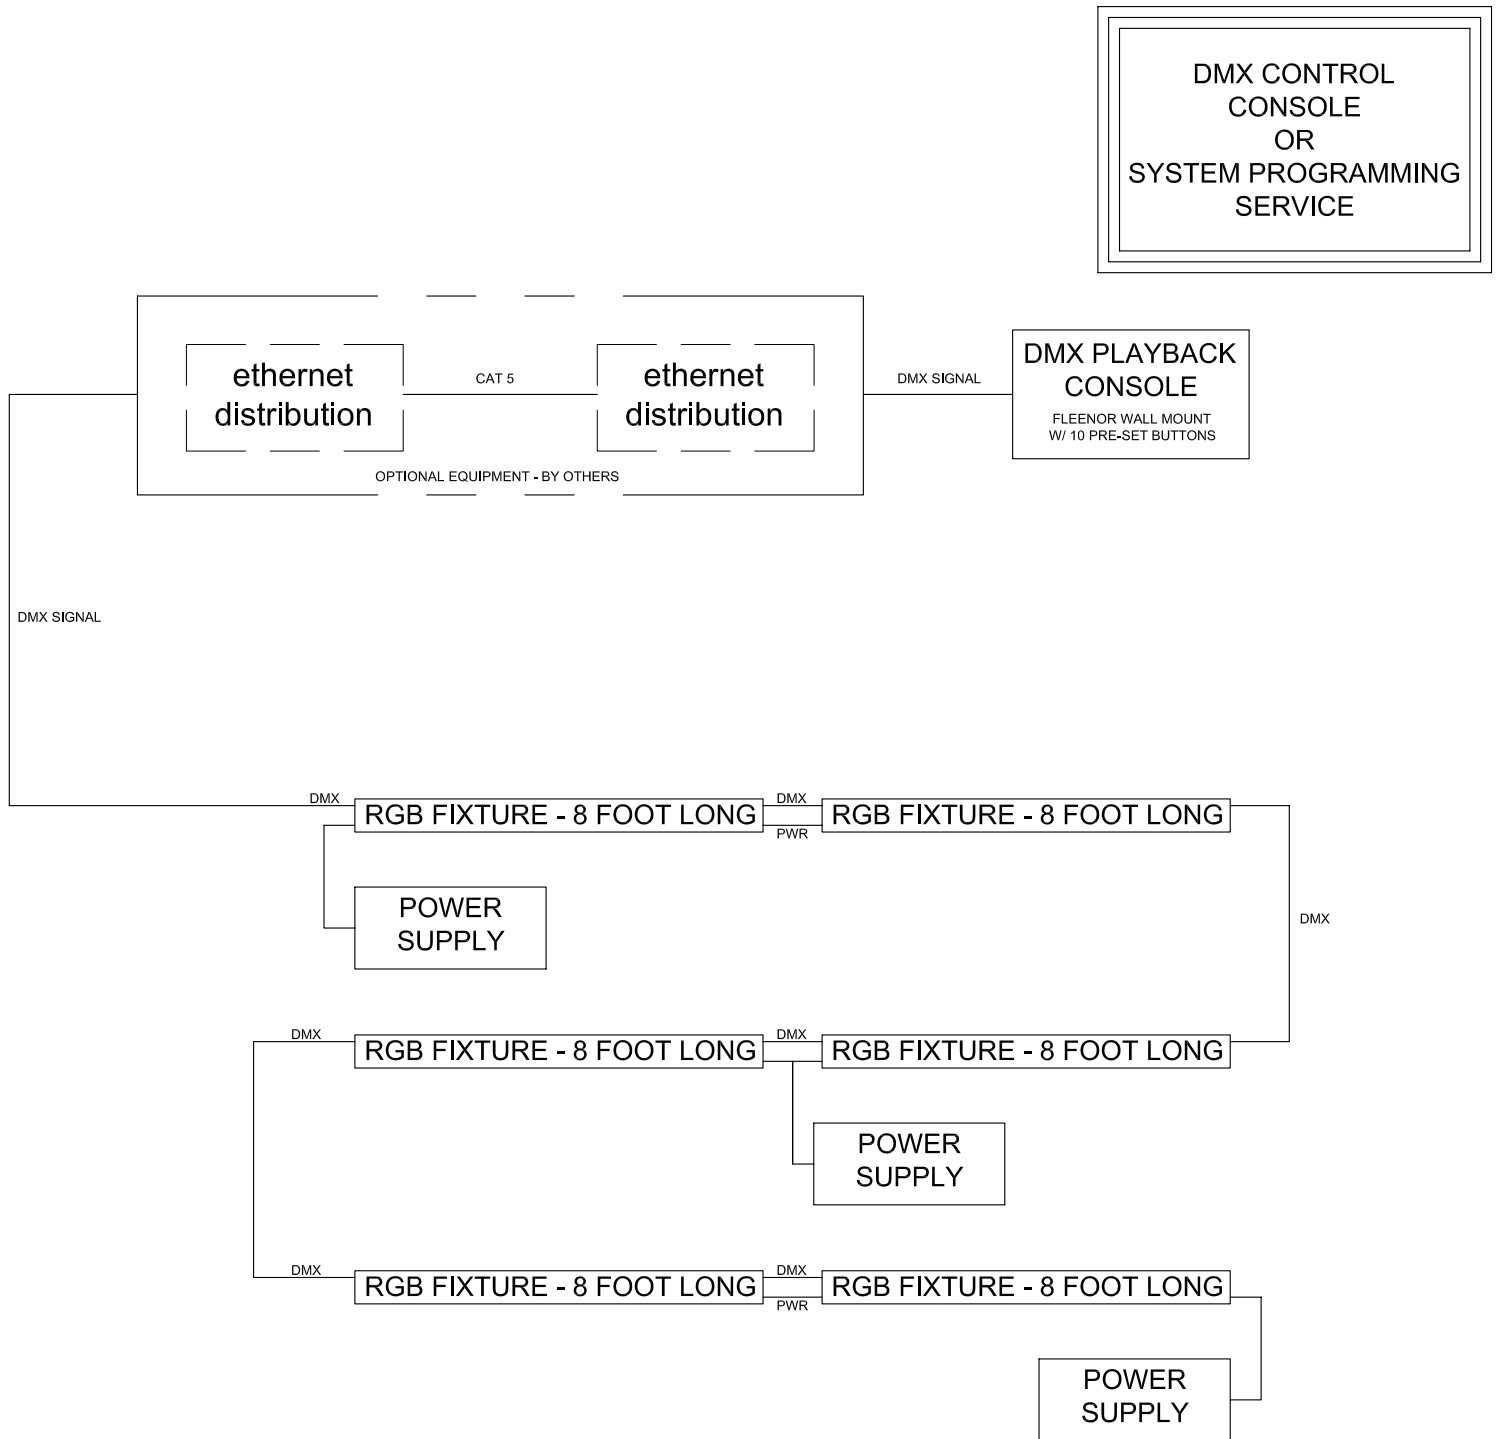 DMX CONTROL
CONSOLE
OR
SYSTEM PROGRAMMING
SERVICE
ethernet
distribution
CAT 5
ethernet
distribution
OPTIONAL EQUIPMENT - BY OTHERS
DMX SIGNAL
DMX PLAYBACK
CONSOLE
FLEENOR WALL MOUNT
W/ 10 PRE-SET BUTTONS
DMX SIGNAL
DMX
RGB FIXTURE - 8 FOOT LONG
DMX
PWR
RGB FIXTURE - 8 FOOT LONG
POWER
SUPPLY
DMX
DMX
RGB FIXTURE - 8 FOOT LONG
DMX
RGB FIXTURE - 8 FOOT LONG
POWER
SUPPLY
DMX
RGB FIXTURE - 8 FOOT LONG
DMX
PWR
RGB FIXTURE - 8 FOOT LONG
POWER
SUPPLY